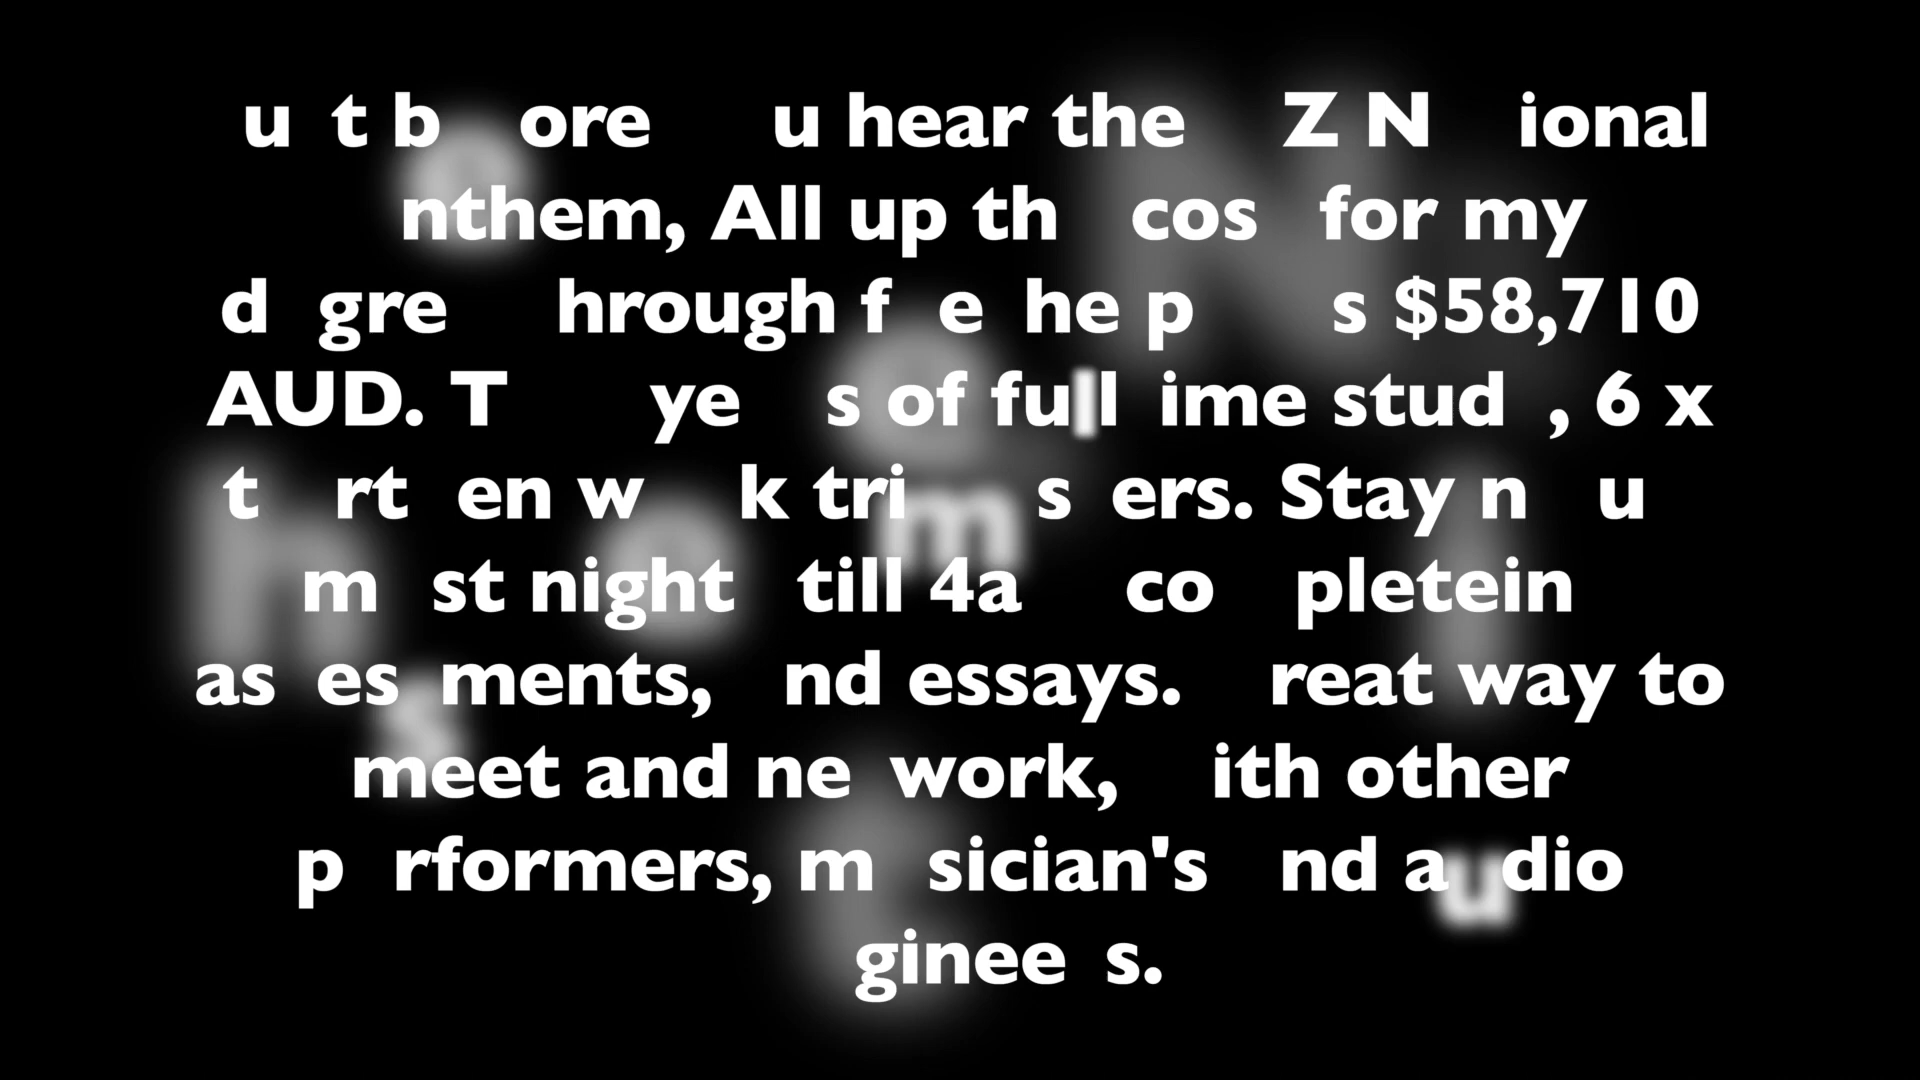 u t b ore u hear the Z N ional
nthem, All up th cos for my
d gre hrough f e he p s $58,710
AUD. T ye s of full ime stud , 6 x
t rt en w k tri m s ers. Stay n u
m st night till 4a co pletein
as es s ments, nd essays. reat way to
meet and ne work, ith other
p rformers, m sician's nd audio
ginee s.